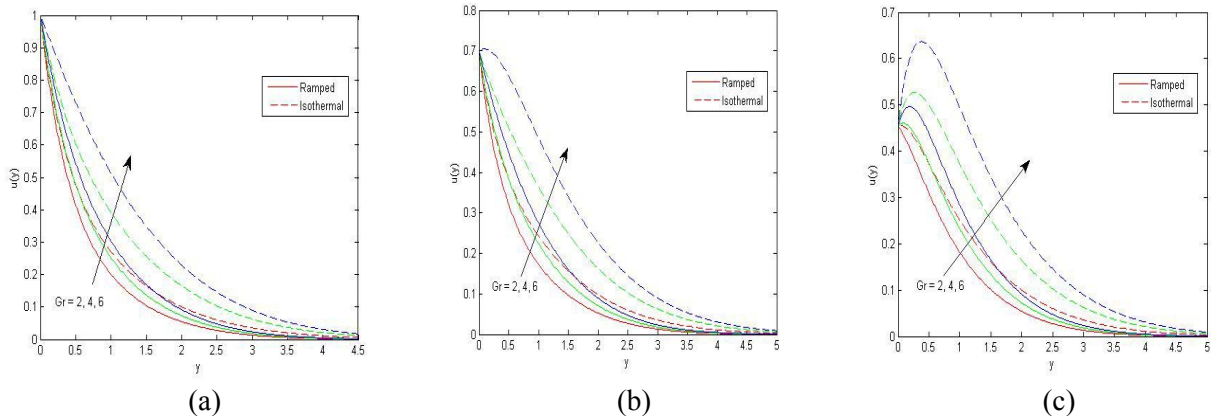 1
0.9
0.8
0.7
0.6
0.5
0.4
0.3
0.2
0.1
0
u(y)
Ramped
Isothermal
Gr = 2, 4, 6
0 0.5 1 1.5 2 2.5 3 3.5 4 4.5
y
(a)
0.8
0.7
0.6
0.5
0.4
0.3
0.2
0.1
0
u(y)
Ramped
Isothermal
Gr = 2, 4, 6
0 0.5 1 1.5 2 2.5 3 3.5 4 4.5 5
y
(b)
0.7
0.6
0.5
0.4
0.3
0.2
0.1
0
u(y)
Ramped
Isothermal
Gr = 2, 4, 6
0 0.5 1 1.5 2 2.5 3 3.5 4 4.5 5
y
(c)